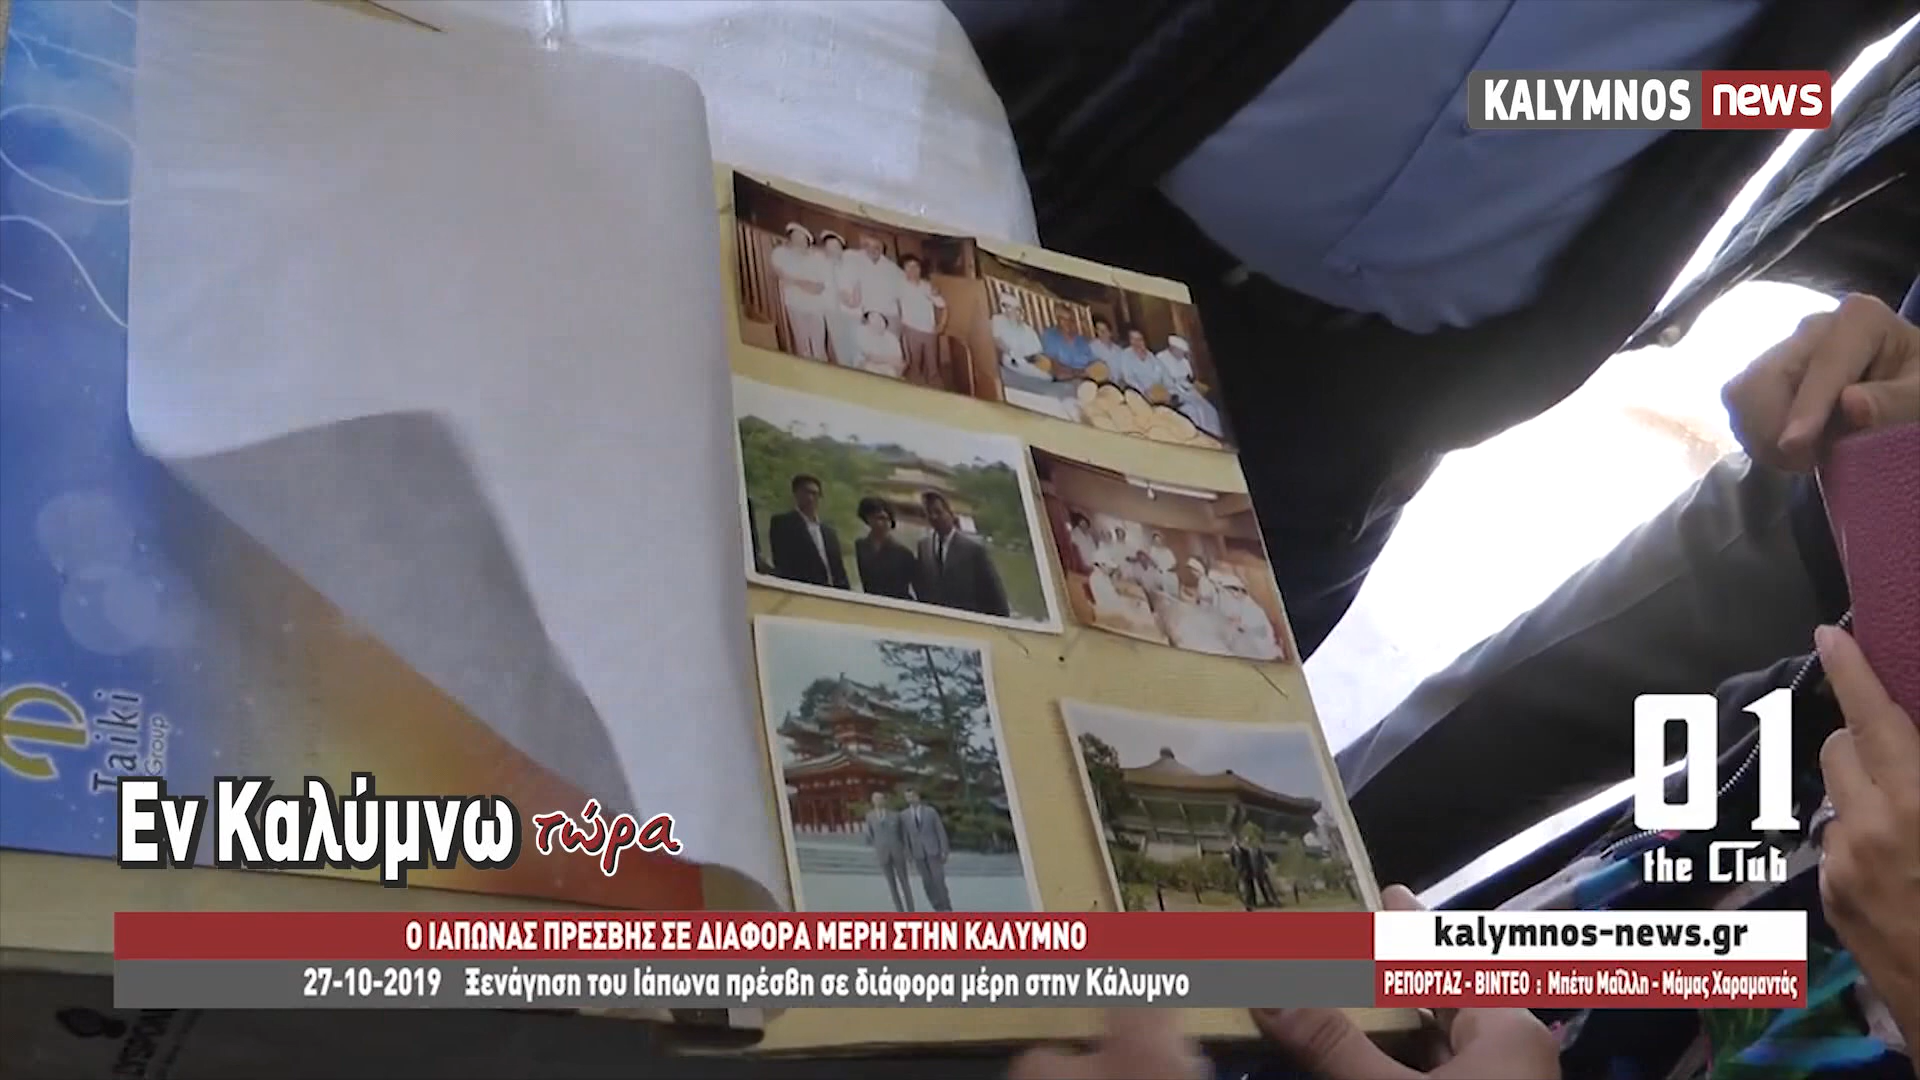 KALYMNOS news
Taiki
Group
01
the Club
Εν Καλύμνω τώρα
Ο ΙΑΠΩΝΑΣ ΠΡΕΣΒΗΣ ΣΕ ΔΙΑΦΟΡΑ ΜΕΡΗ ΣΤΗΝ ΚΑΛΥΜΝΟ
kalymnos-news.gr
27-10-2019 Ξενάγηση του Ιάπωνα πρέσβη σε διάφορα μέρη στην Κάλυμνο
ΡΕΠΟΡΤΑΖ - ΒΙΝΤΕΟ : Μπέτυ Μαΐλλη - Μάμας Χαραμαντάς